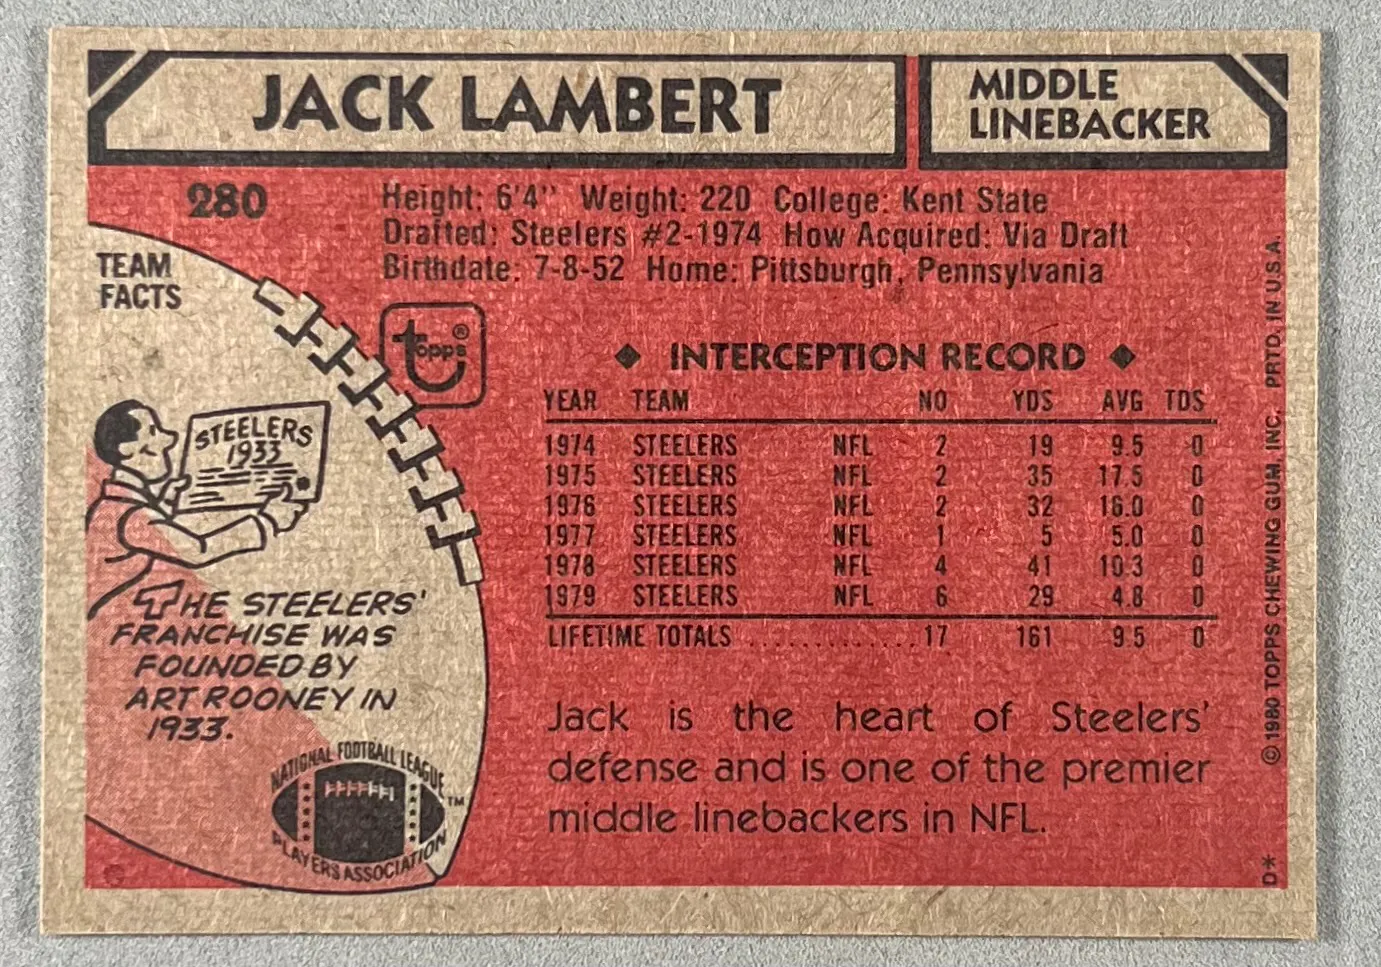 JACK LAMBERT
MIDDLE
LINEBACKER
280
Height: 6'4" Weight: 220 College: Kent State
Drafted: Steelers #2-1974 How Acquired: Via Draft
Birthdate: 7-8-52 Home: Pittsburgh, Pennsylvania
TEAM
FACTS
topps®
STEELERS
1933
THE STEELERS'
FRANCHISE WAS
FOUNDED BY
ART ROONEY IN
1933.
NATIONAL FOOTBALL LEAGUE
PLAYERS ASSOCIATION
™
◆ INTERCEPTION RECORD ◆
YEAR TEAM NO YDS AVG TDS
1974 STEELERS NFL 2 19 9.5 0
1975 STEELERS NFL 2 35 17.5 0
1976 STEELERS NFL 2 32 16.0 0
1977 STEELERS NFL 1 5 5.0 0
1978 STEELERS NFL 4 41 10.3 0
1979 STEELERS NFL 6 29 4.8 0
LIFETIME TOTALS .............17 161 9.5 0
Jack is the heart of Steelers'
defense and is one of the premier
middle linebackers in NFL.
D* ©1980 TOPPS CHEWING GUM, INC. PRTD. IN U.S.A.